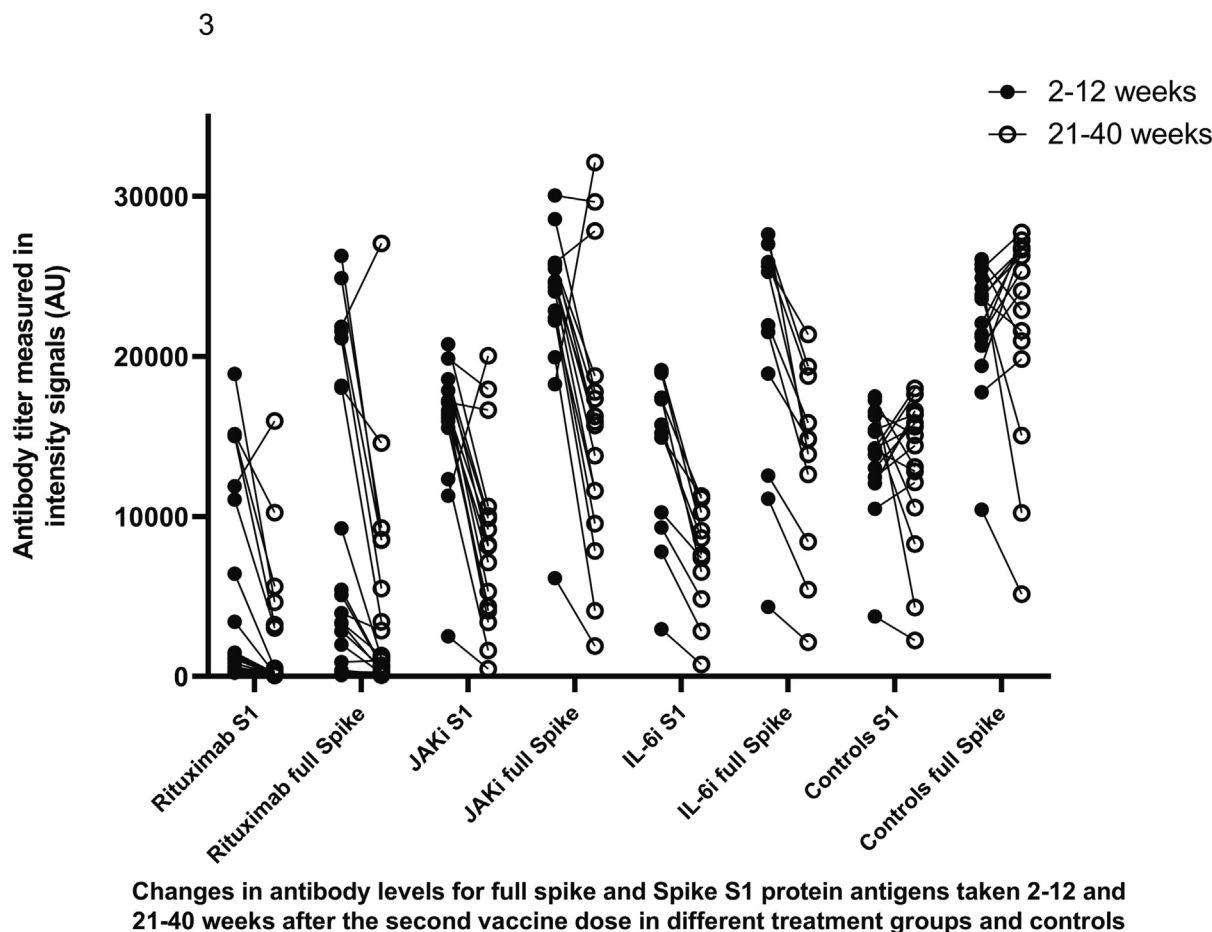 3
2-12 weeks
21-40 weeks
Antibody titer measured in
intensity signals (AU)
30000
20000
10000
0
Rituximab S1
Rituximab full Spike
JAKi S1
JAKi full Spike
IL-6i S1
IL-6i full Spike
Controls S1
Controls full Spike
Changes in antibody levels for full spike and Spike S1 protein antigens taken 2-12 and
21-40 weeks after the second vaccine dose in different treatment groups and controls